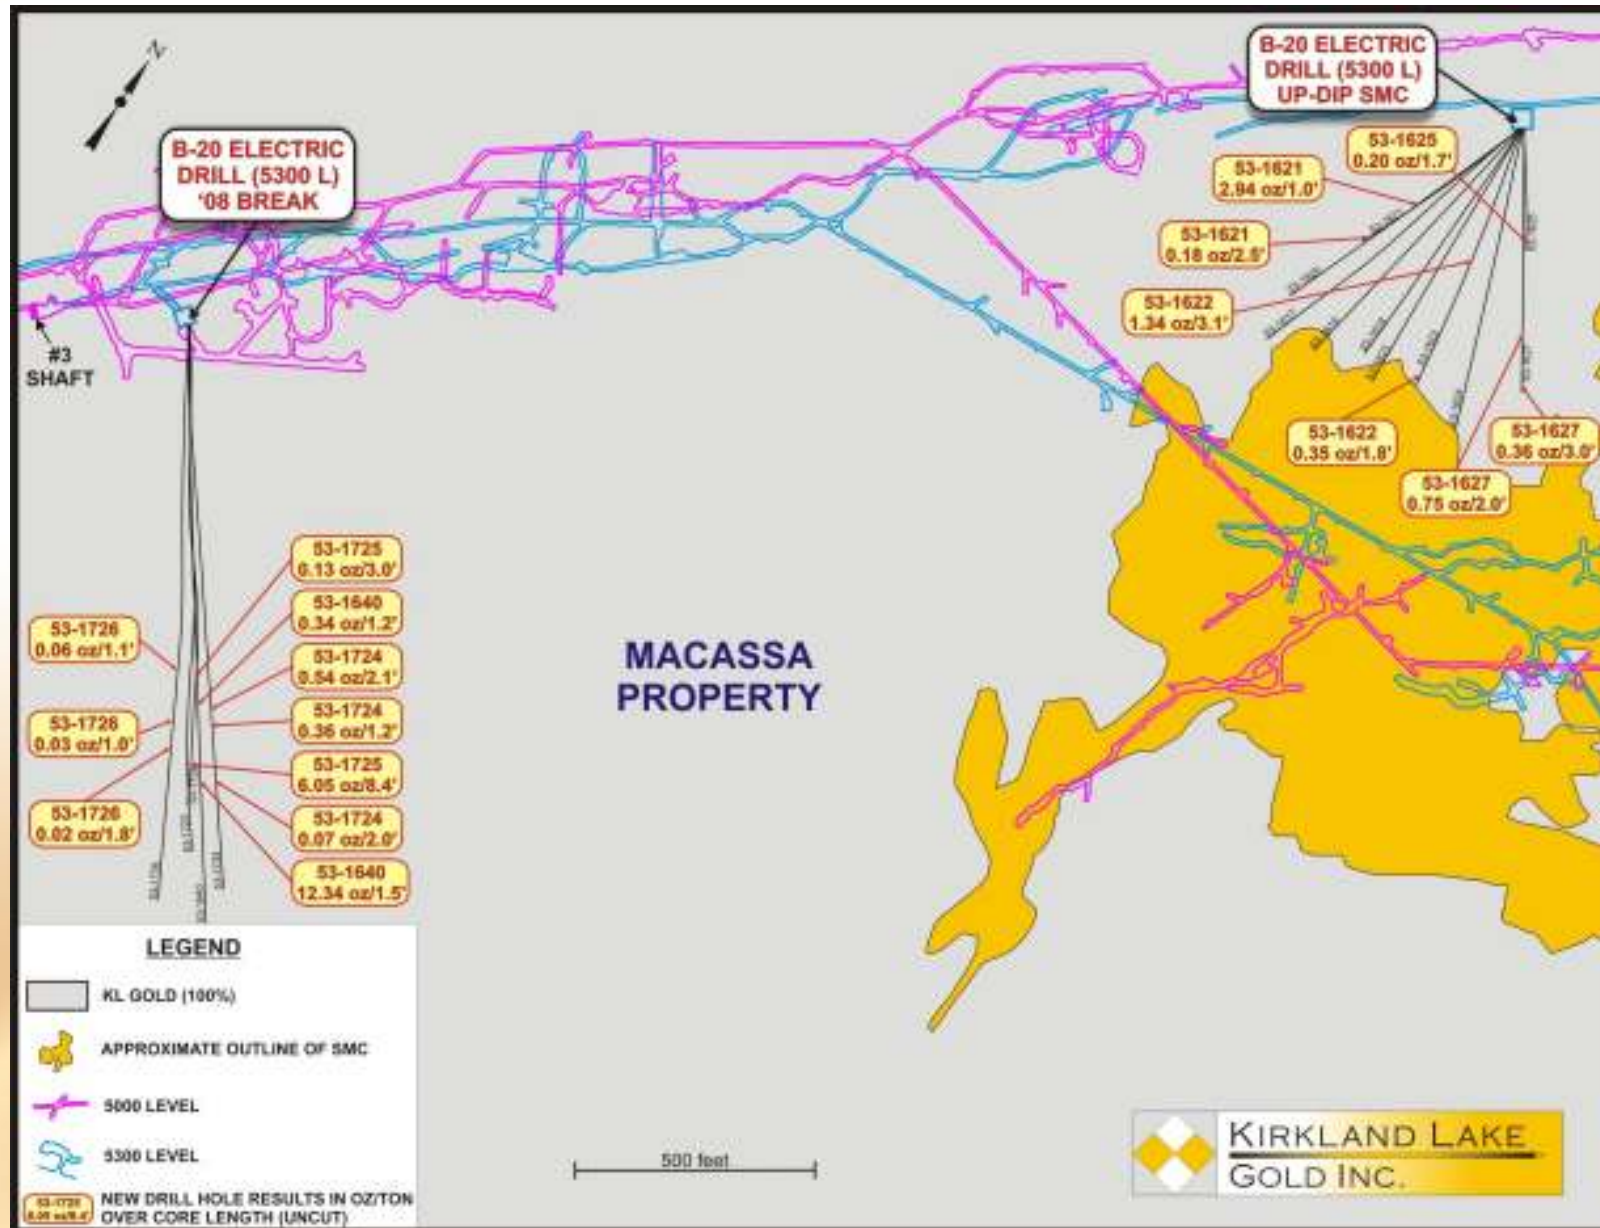 N
B-20 ELECTRIC
DRILL (5300 L)
'08 BREAK
B-20 ELECTRIC
DRILL (5300 L)
UP-DIP SMC
53-1625
0.20 oz/1.7'
53-1621
2.94 oz/1.0'
53-1621
0.18 oz/2.5'
53-1622
1.34 oz/3.1'
#3
SHAFT
53-1622
0.35 oz/1.8'
53-1627
0.36 oz/3.0'
53-1627
0.75 oz/2.0'
53-1725
0.13 oz/3.0'
53-1640
0.34 oz/1.2'
53-1726
0.06 oz/1.1'
53-1724
0.54 oz/2.1'
MACASSA
PROPERTY
53-1724
0.36 oz/1.2'
53-1726
0.03 oz/1.0'
53-1725
6.05 oz/8.4'
53-1726
0.02 oz/1.8'
53-1724
0.07 oz/2.0'
53-1640
12.34 oz/1.5'
LEGEND
KL GOLD (100%)
APPROXIMATE OUTLINE OF SMC
5000 LEVEL
5300 LEVEL
NEW DRILL HOLE RESULTS IN OZ/TON
OVER CORE LENGTH (UNCUT)
500 feet
KIRKLAND LAKE
GOLD INC.